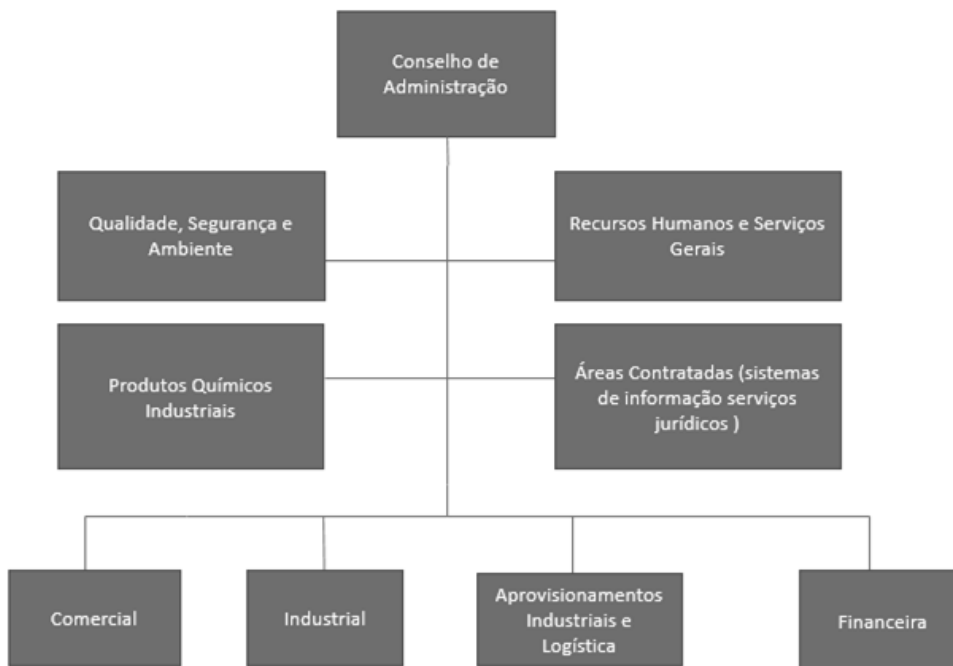 Conselho de
Administração
Qualidade, Segurança e
Ambiente
Recursos Humanos e Serviços
Gerais
Produtos Químicos
Industriais
Áreas Contratadas (sistemas
de informação serviços
jurídicos )
Comercial
Industrial
Aprovisionamentos
Industriais e
Logística
Financeira